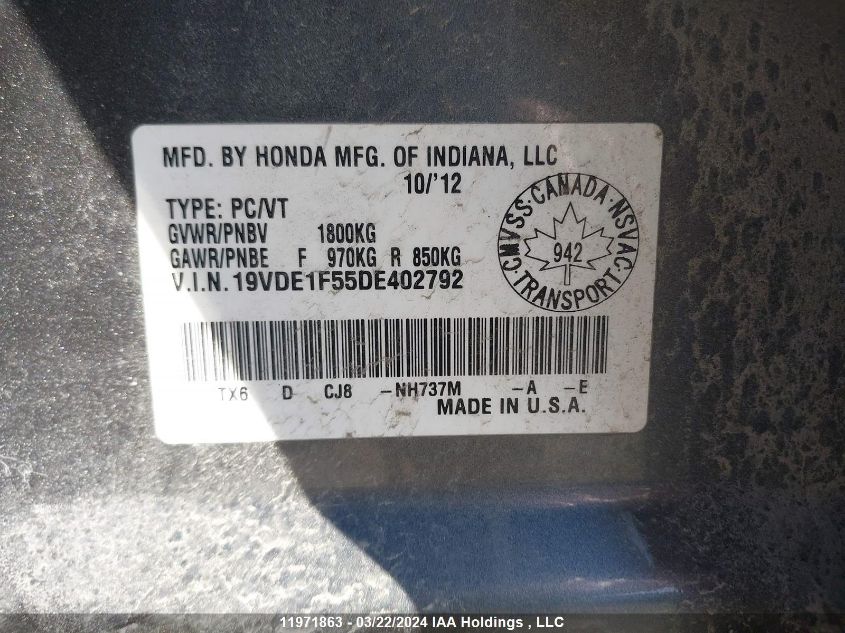 MFD. BY HONDA MFG. OF INDIANA, LLC
10/'12
TYPE: PC/VT
GVWR/PNBV 1800KG
GAWR/PNBE F 970KG R 850KG
V.I.N. 19VDE1F55DE402792
CMVSS · CANADA · NSVAC
942
TRANSPORT
TX6 D CJ8 -NH737M -A -E
MADE IN U.S.A.
11971863 - 03/22/2024 IAA Holdings , LLC